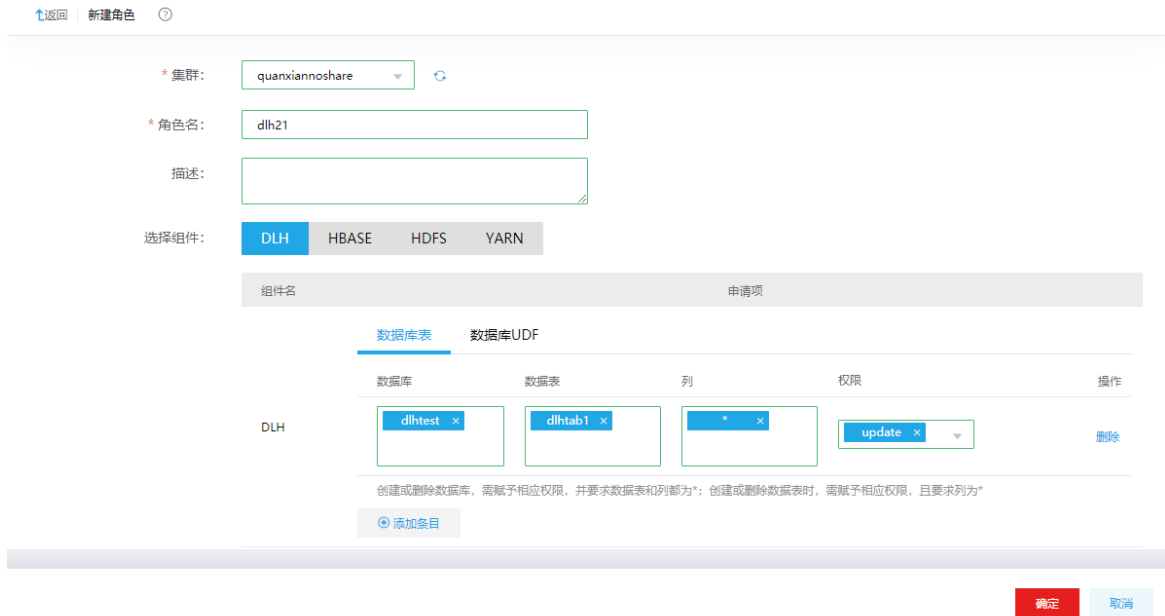 返回 新建角色 ?
* 集群: quanxiannoshare
* 角色名: dlh21
描述:
选择组件: DLH HBASE HDFS YARN
组件名 申请项
数据库表 数据库UDF
数据库 数据表 列 权限 操作
DLH dlhtest × dlhtab1 × * × update × 删除
创建或删除数据库，需赋予相应权限，并要求数据表和列都为*；创建或删除数据表时，需赋予相应权限，且要求列为*
添加条目
确定 取消